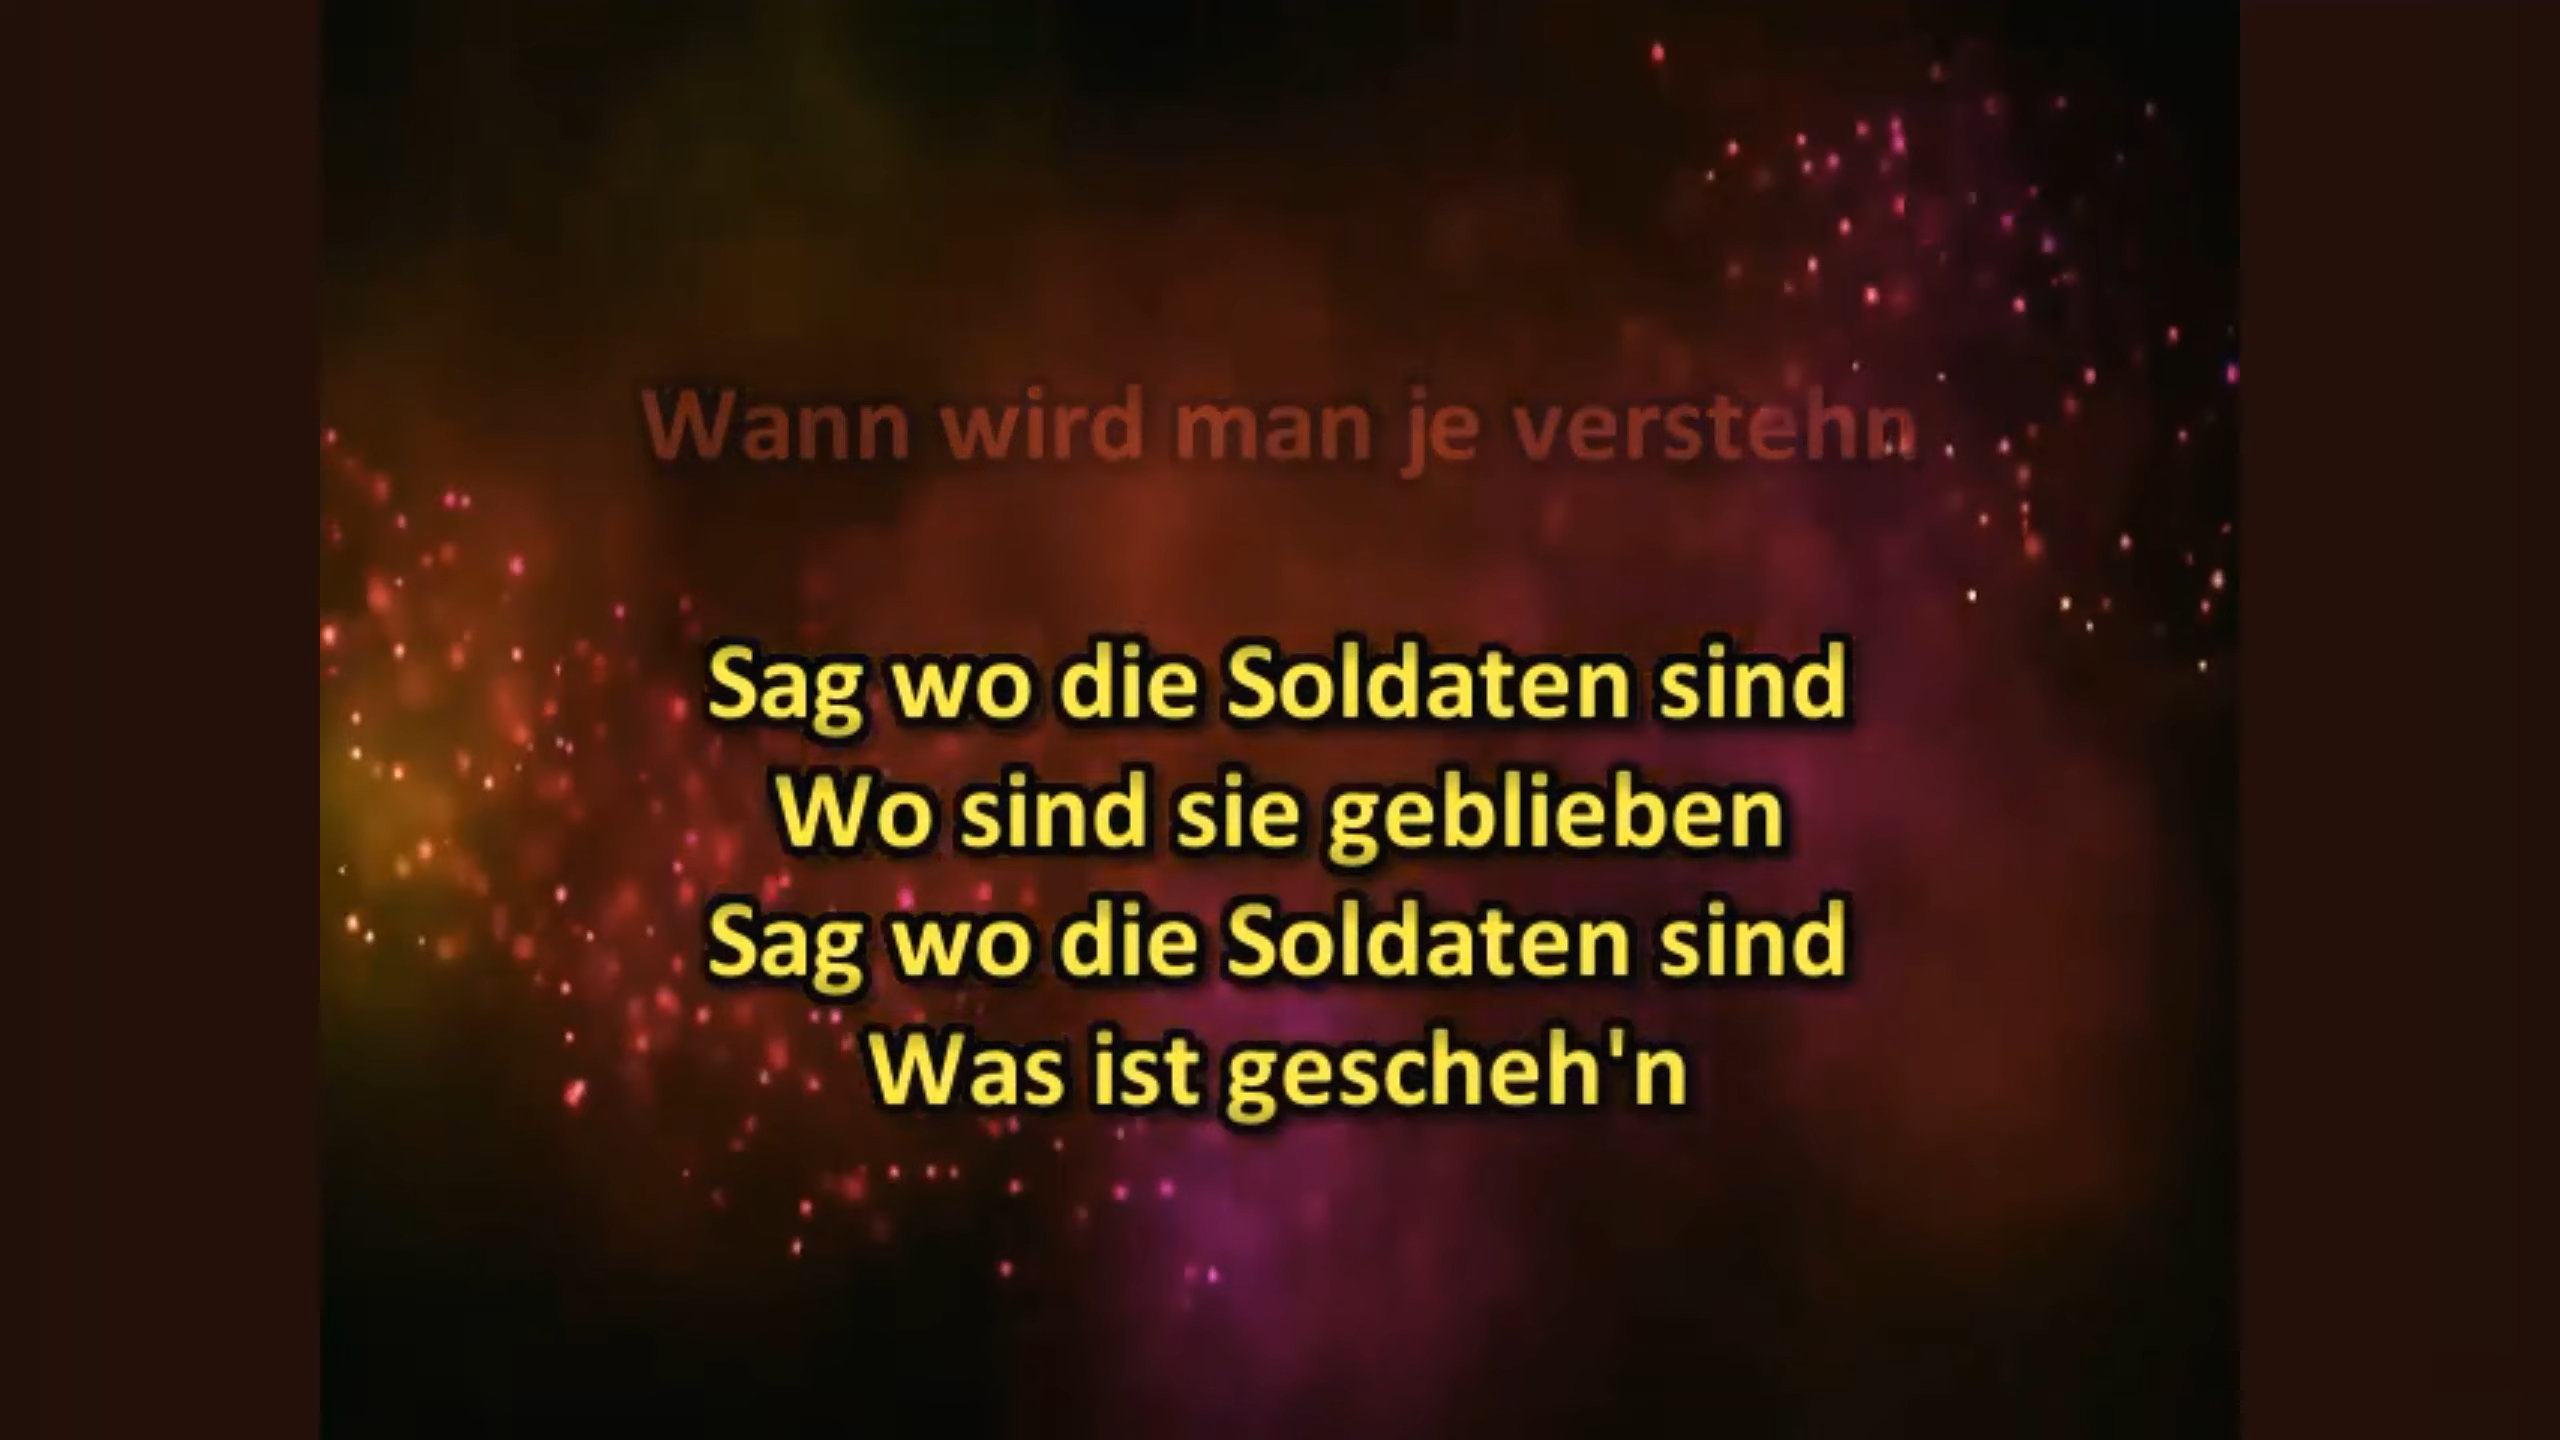 Wann wird man je verstehn
Sag wo die Soldaten sind
Wo sind sie geblieben
Sag wo die Soldaten sind
Was ist gescheh'n